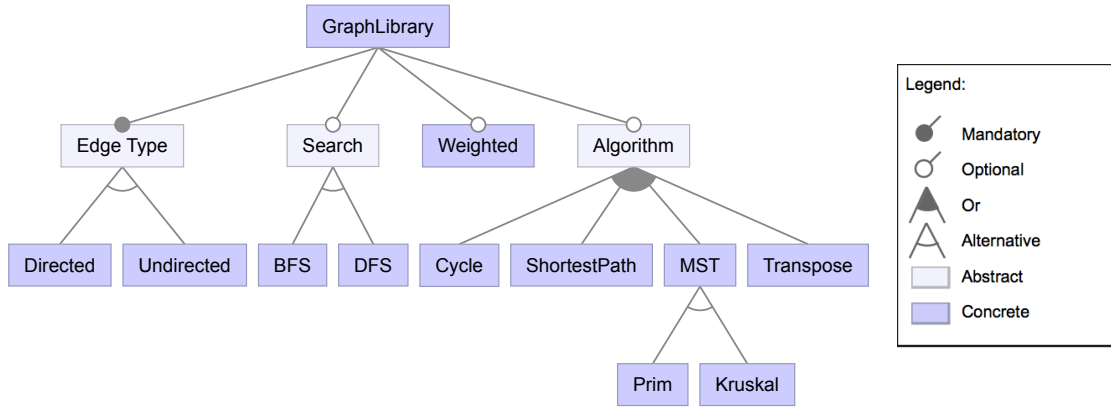 GraphLibrary
Edge Type
Search
Weighted
Algorithm
Directed
Undirected
BFS
DFS
Cycle
ShortestPath
MST
Transpose
Prim
Kruskal
Legend:
Mandatory
Optional
Or
Alternative
Abstract
Concrete